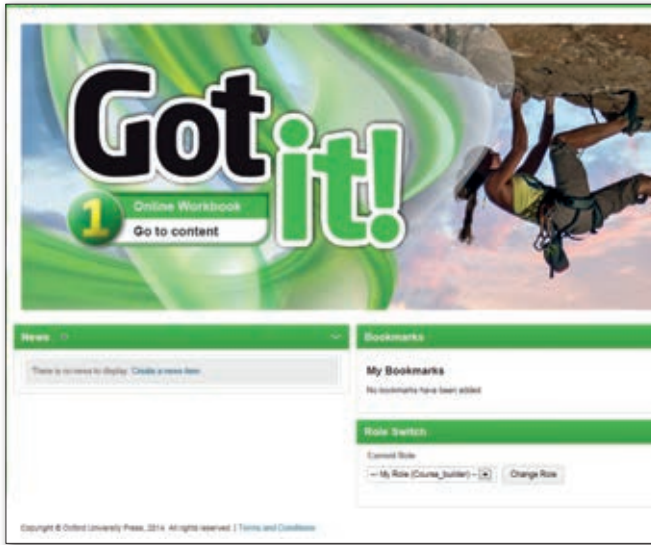 Got
it!
1
Online Workbook
Go to content
News
There is no news to display. Create a news item
Bookmarks
My Bookmarks
No bookmarks have been added
Role Switch
Current Role
-- My Role (Course_builder) --
Change Role
Copyright © Oxford University Press, 2014. All rights reserved. | Terms and Conditions